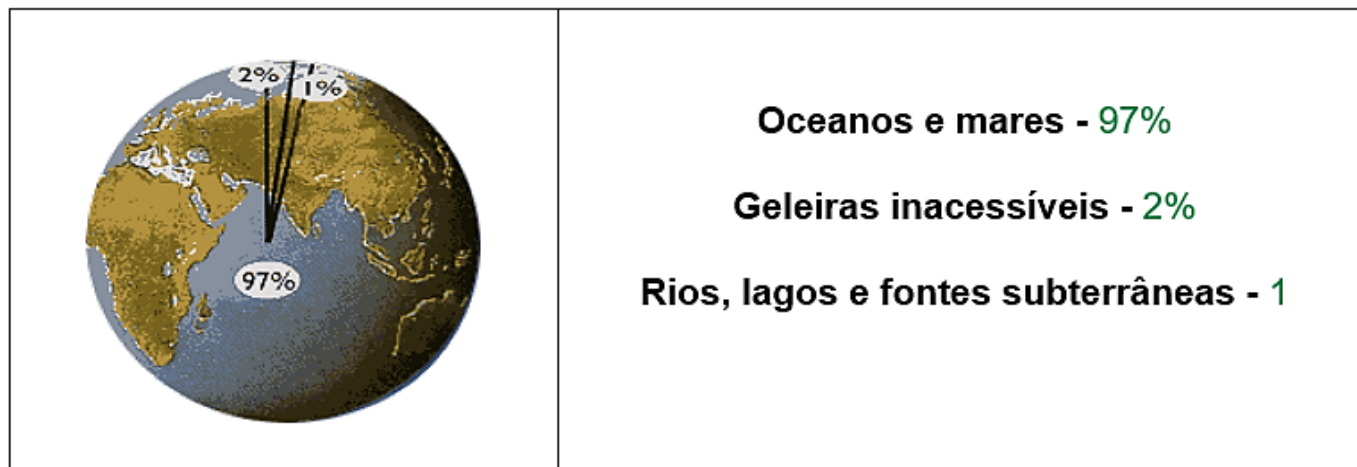 2%
1%
97%
Oceanos e mares - 97%
Geleiras inacessíveis - 2%
Rios, lagos e fontes subterrâneas - 1